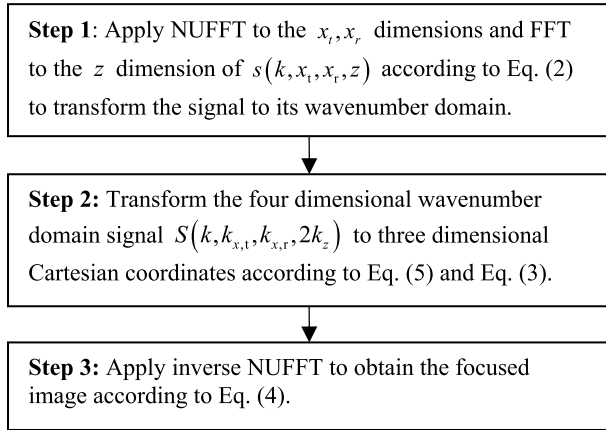 Step 1: Apply NUFFT to the x_t, x_r dimensions and FFT
to the z dimension of s(k, x_t, x_r, z) according to Eq. (2)
to transform the signal to its wavenumber domain.
Step 2: Transform the four dimensional wavenumber
domain signal S(k, k_{x,t}, k_{x,r}, 2k_z) to three dimensional
Cartesian coordinates according to Eq. (5) and Eq. (3).
Step 3: Apply inverse NUFFT to obtain the focused
image according to Eq. (4).